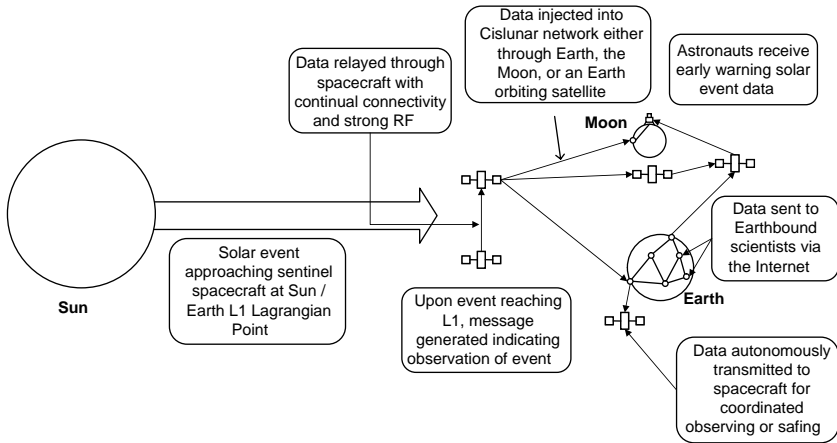 Data relayed through
spacecraft with
continual connectivity
and strong RF
Data injected into
Cislunar network either
through Earth, the
Moon, or an Earth
orbiting satellite
Astronauts receive
early warning solar
event data
Moon
Sun
Solar event
approaching sentinel
spacecraft at Sun /
Earth L1 Lagrangian
Point
Upon event reaching
L1, message
generated indicating
observation of event
Data sent to
Earthbound
scientists via
the Internet
Earth
Data autonomously
transmitted to
spacecraft for
coordinated
observing or safing